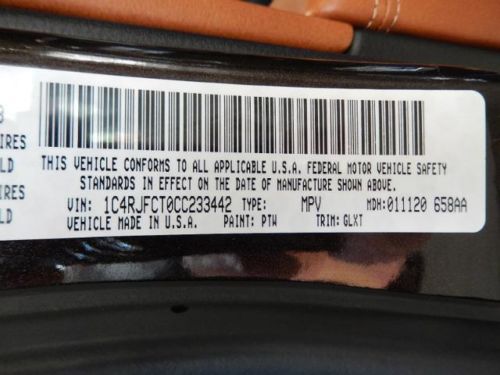 B
IRES
LD
IRES
LD
THIS VEHICLE CONFORMS TO ALL APPLICABLE U.S.A. FEDERAL MOTOR VEHICLE SAFETY
STANDARDS IN EFFECT ON THE DATE OF MANUFACTURE SHOWN ABOVE.
VIN: 1C4RJFCT0CC233442 TYPE: MPV MDH:011120 658AA
VEHICLE MADE IN U.S.A. PAINT: PTW TRIM: GLXT